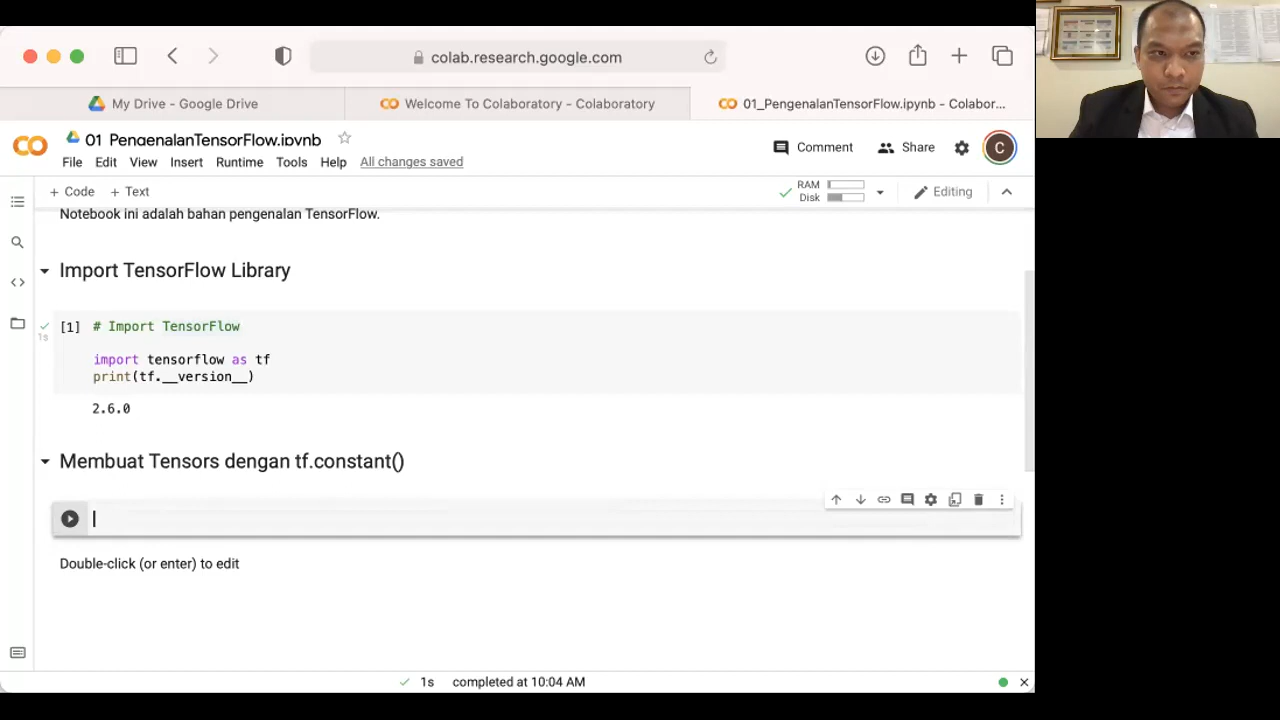 colab.research.google.com
My Drive - Google Drive
Welcome To Colaboratory - Colaboratory
01_PengenalanTensorFlow.ipynb - Colabor...
01_PengenalanTensorFlow.ipynb
File Edit View Insert Runtime Tools Help All changes saved
Comment
Share
C
+ Code + Text
RAM
Disk
Editing
Notebook ini adalah bahan pengenalan TensorFlow.
Import TensorFlow Library
1s
[1] # Import TensorFlow
import tensorflow as tf
print(tf.__version__)
2.6.0
Membuat Tensors dengan tf.constant()
Double-click (or enter) to edit
1s completed at 10:04 AM